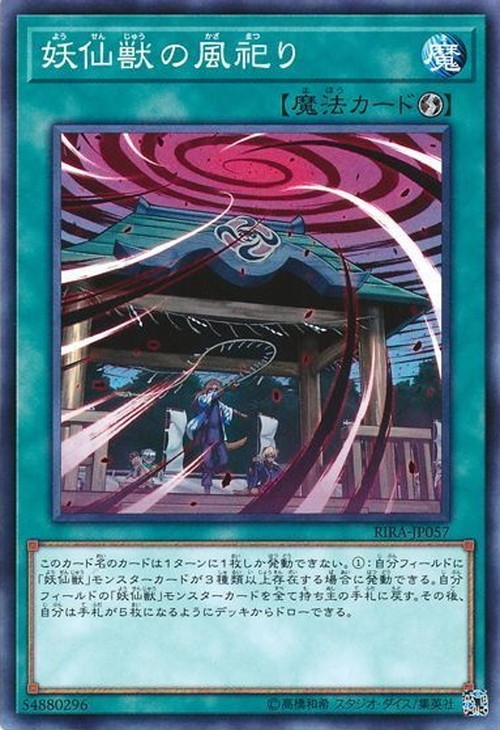 妖仙獣の風祀り
魔
【魔法カード】
RIRA-JP057
このカード名のカードは1ターンに1枚しか発動できない。①：自分フィールドに
「妖仙獣」モンスターカードが3種類以上存在する場合に発動できる。自分
フィールドの「妖仙獣」モンスターカードを全て持ち主の手札に戻す。その後、
自分は手札が5枚になるようにデッキからドローできる。
54880296
©高橋和希 スタジオ・ダイス/集英社